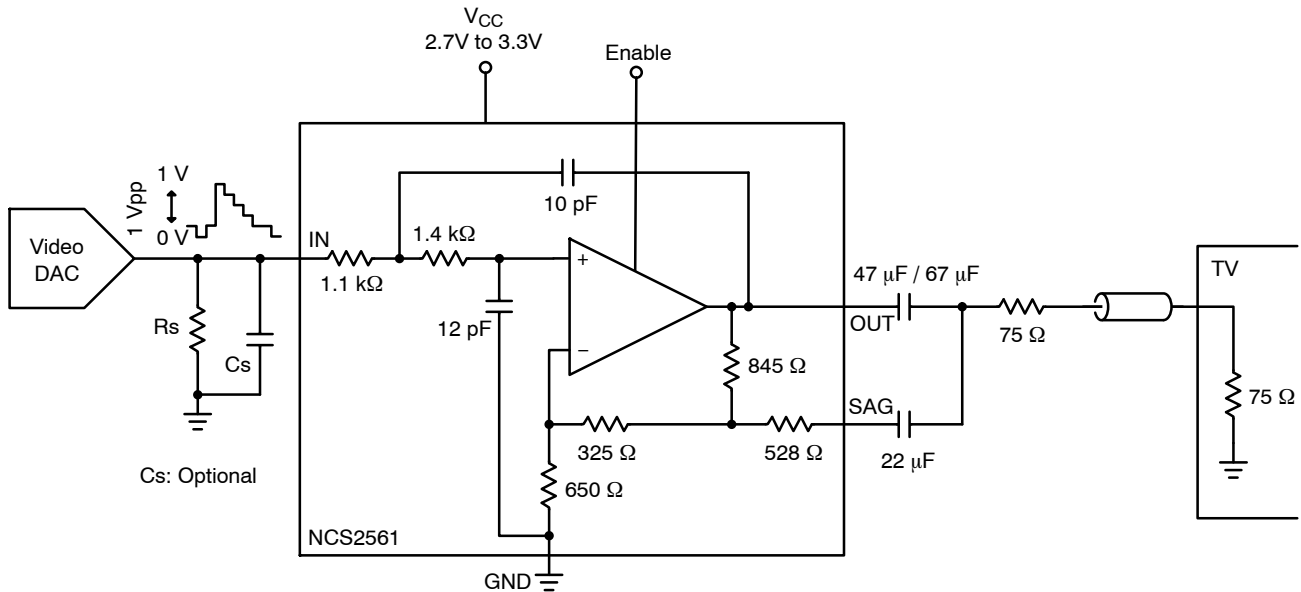 VCC
2.7V to 3.3V
Enable
1 Vpp
1 V
0 V
10 pF
Video
DAC
IN
1.4 kΩ
1.1 kΩ
+
12 pF
−
47 μF / 67 μF
OUT
TV
75 Ω
Rs
Cs
845 Ω
75 Ω
SAG
325 Ω
528 Ω
22 μF
Cs: Optional
650 Ω
NCS2561
GND